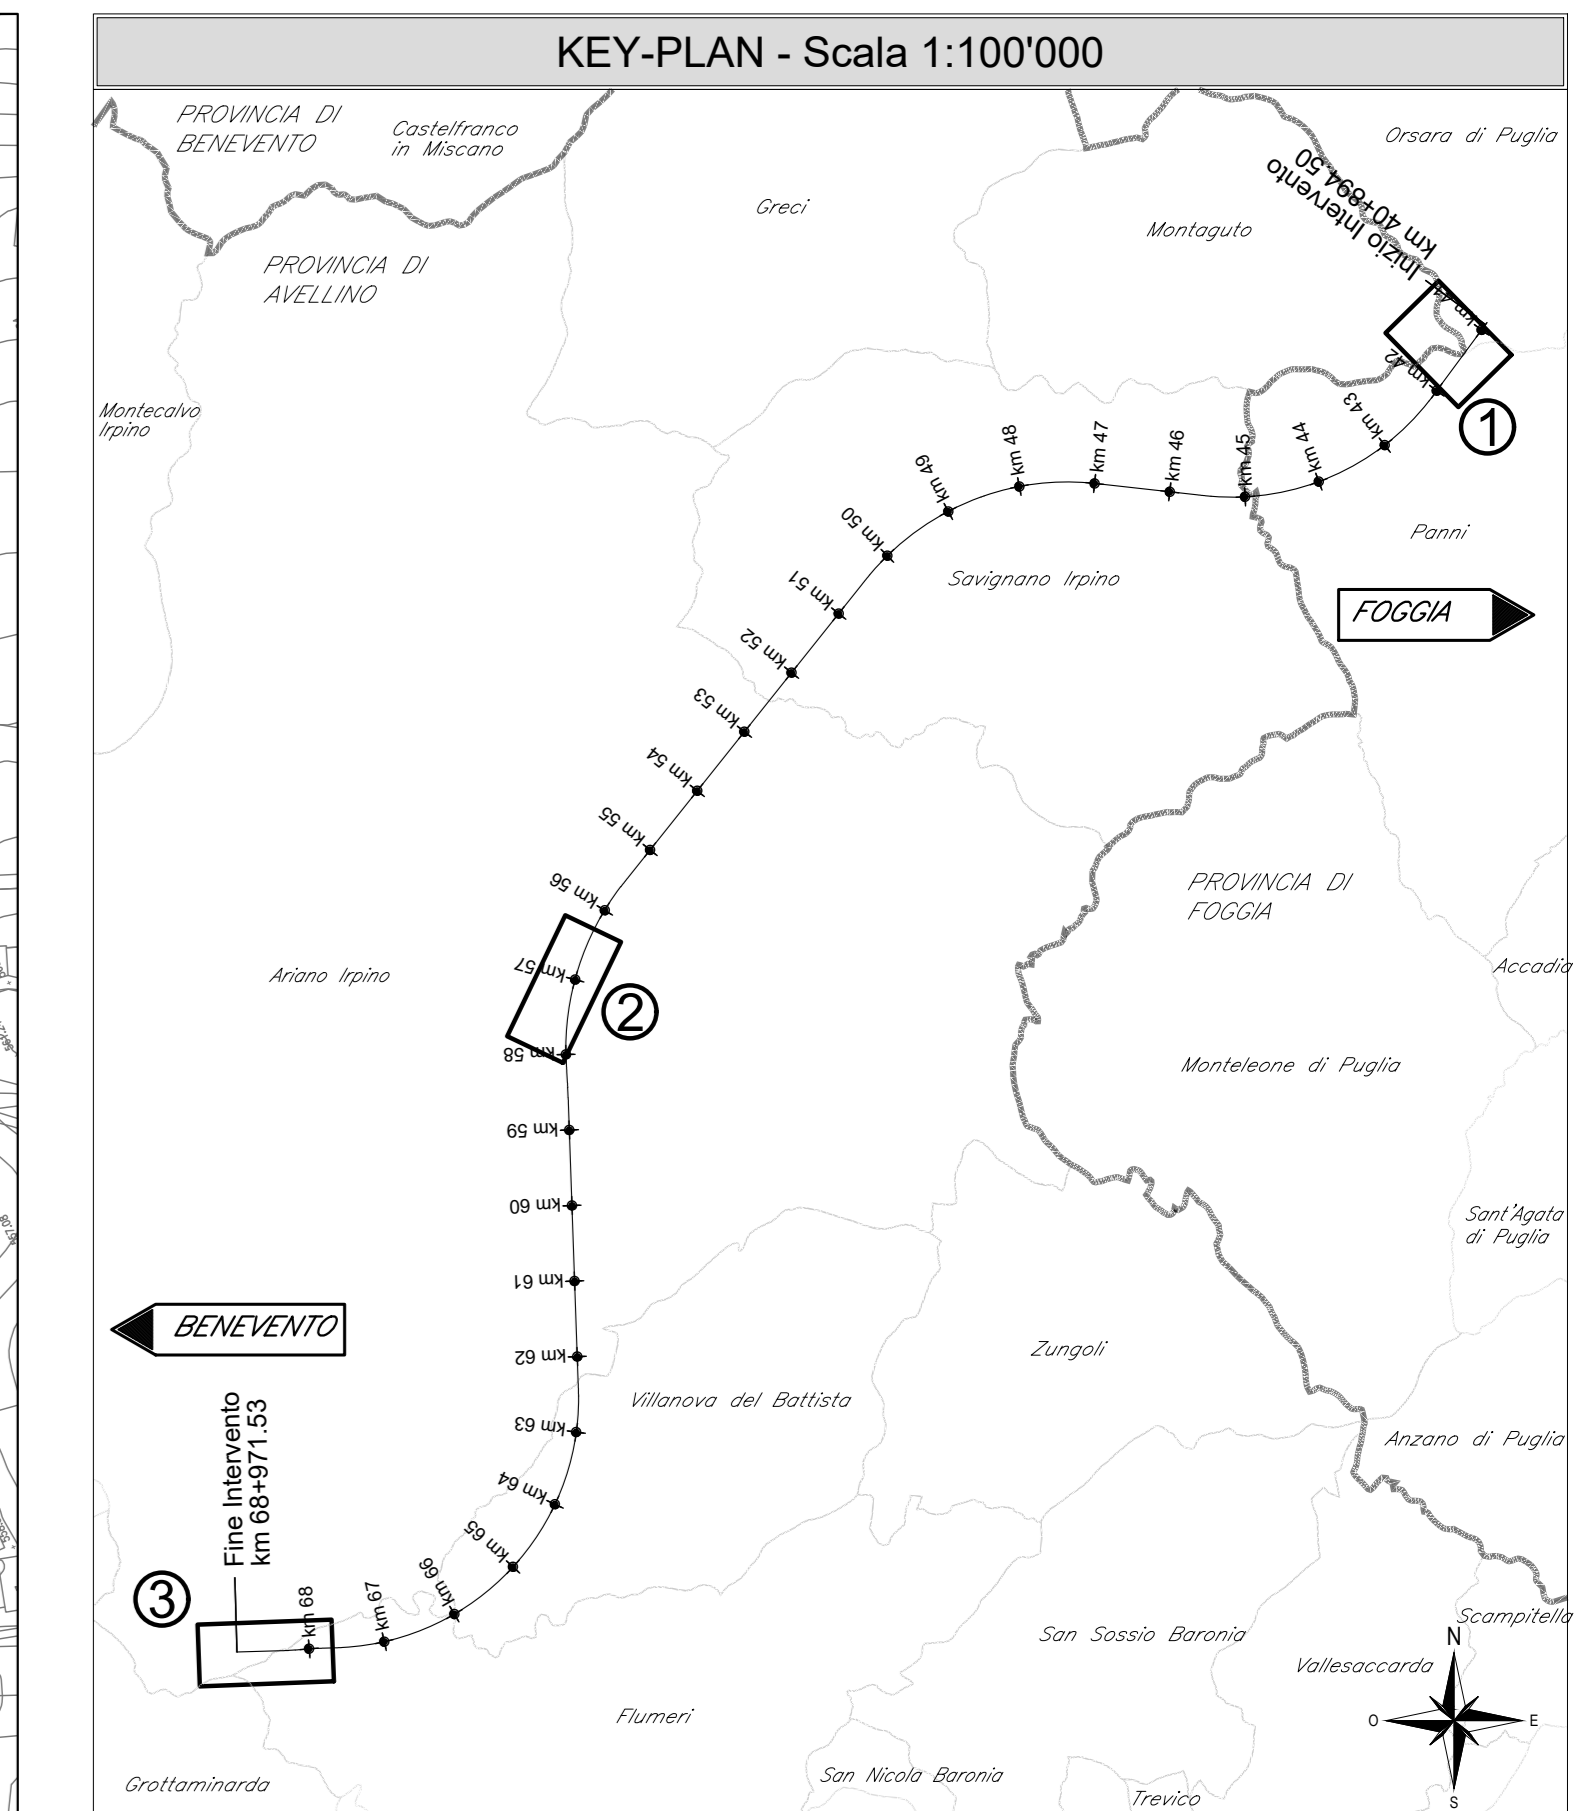 KEY-PLAN - Scala 1:100'000
PROVINCIA DI
BENEVENTO
Castelfranco
in Miscano
Orsara di Puglia
Greci
Montaguto
Inizio Intervento
km 40+894.50
PROVINCIA DI
AVELLINO
km 41
km 42
km 43
1
Montecalvo
Irpino
km 44
km 45
km 46
km 47
km 48
km 49
km 50
Panni
Savignano Irpino
km 51
FOGGIA
km 52
km 53
km 54
km 55
km 56
PROVINCIA DI
FOGGIA
Ariano Irpino
km 57
2
Accadia
km 58
Monteleone di Puglia
km 59
km 60
Sant'Agata
di Puglia
km 61
BENEVENTO
km 62
Zungoli
Villanova del Battista
km 63
Anzano di Puglia
Fine Intervento
km 68+971.53
km 64
km 65
km 66
km 67
km 68
3
Scampitella
San Sossio Baronia
Vallesaccarda
N
O
E
S
Flumeri
Grottaminarda
San Nicola Baronia
Trevico